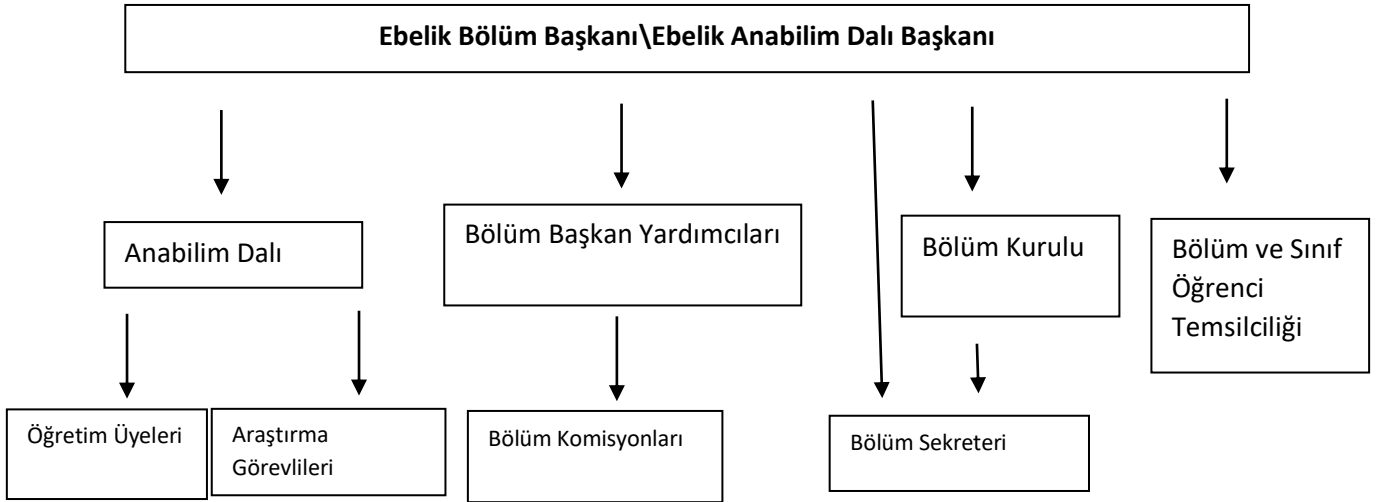 Ebelik Bölüm Başkanı\Ebelik Anabilim Dalı Başkanı
Anabilim Dalı
Bölüm Başkan Yardımcıları
Bölüm Kurulu
Bölüm ve Sınıf
Öğrenci
Temsilciliği
Öğretim Üyeleri
Araştırma
Görevlileri
Bölüm Komisyonları
Bölüm Sekreteri